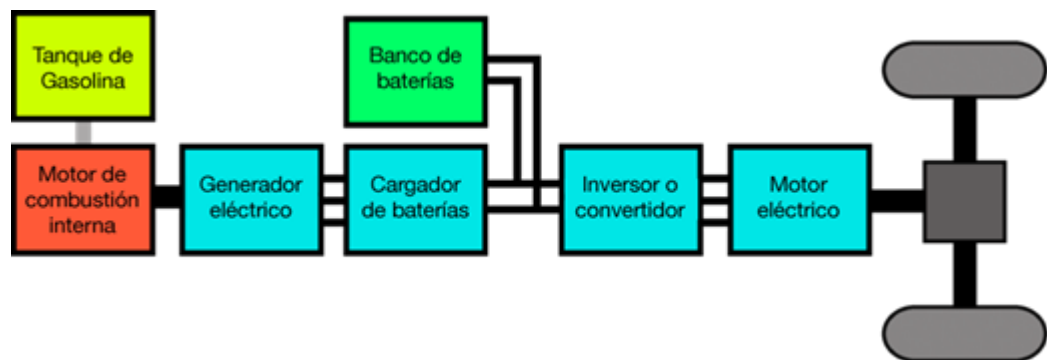 Tanque de
Gasolina
Banco de
baterías
Motor de
combustión
interna
Generador
eléctrico
Cargador
de baterías
Inversor o
convertidor
Motor
eléctrico